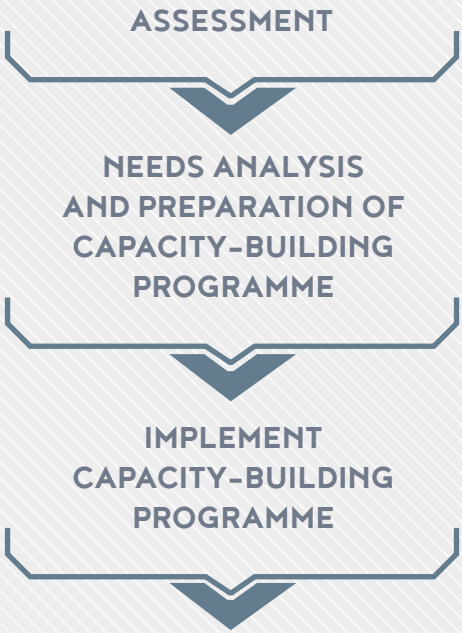 ASSESSMENT
NEEDS ANALYSIS
AND PREPARATION OF
CAPACITY-BUILDING
PROGRAMME
IMPLEMENT
CAPACITY-BUILDING
PROGRAMME